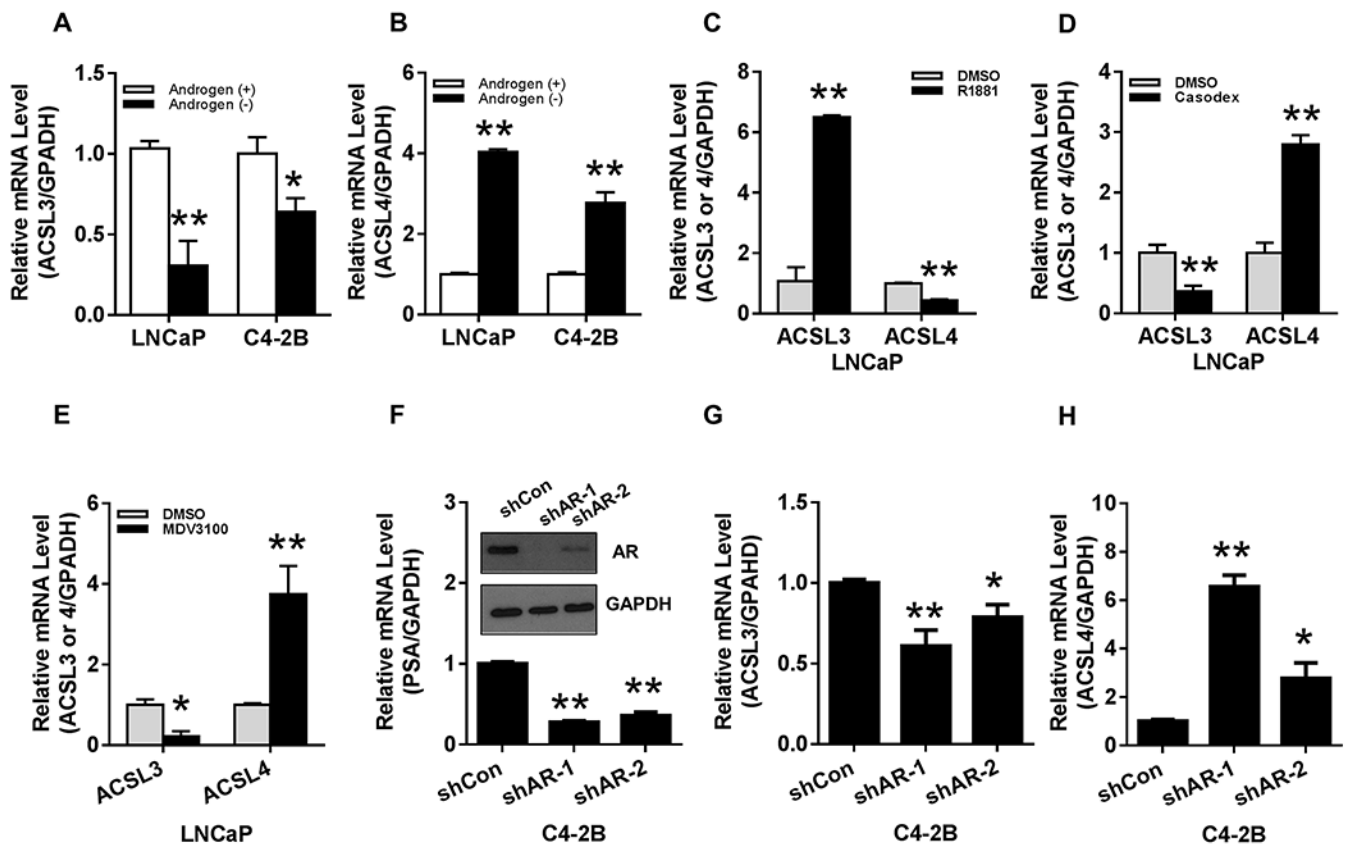 A
Relative mRNA Level
(ACSL3/GPADH)
1.5
1.0
0.5
0.0
Androgen (+)
Androgen (-)
**
*
LNCaP
C4-2B
B
Relative mRNA Level
(ACSL4/GPADH)
6
4
2
0
Androgen (+)
Androgen (-)
**
**
LNCaP
C4-2B
C
Relative mRNA Level
(ACSL3 or 4/GAPDH)
8
6
4
2
0
DMSO
R1881
**
**
ACSL3
ACSL4
LNCaP
D
Relative mRNA Level
(ACSL3 or 4/GAPDH)
4
3
2
1
0
DMSO
Casodex
**
**
ACSL3
ACSL4
LNCaP
E
Relative mRNA Level
(ACSL3 or 4/GPADH)
6
4
2
0
DMSO
MDV3100
*
**
ACSL3
ACSL4
LNCaP
F
Relative mRNA Level
(PSA/GAPDH)
3
2
1
0
shCon
shAR-1
shAR-2
AR
GAPDH
**
**
shCon
shAR-1
shAR-2
C4-2B
G
Relative mRNA Level
(ACSL3/GPAHD)
1.5
1.0
0.5
0.0
**
*
shCon
shAR-1
shAR-2
C4-2B
H
Relative mRNA Level
(ACSL4/GAPDH)
10
8
6
4
2
0
**
*
shCon
shAR-1
shAR-2
C4-2B